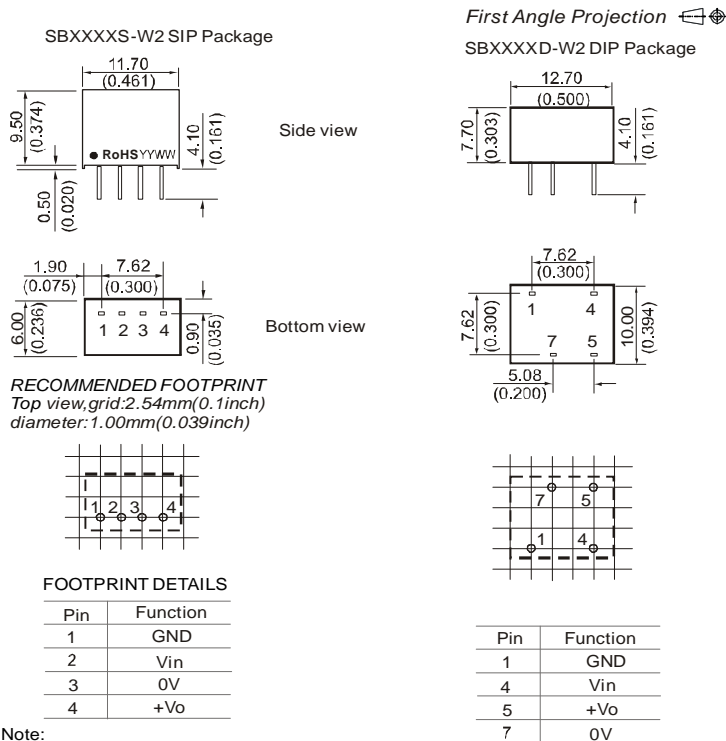 First Angle Projection
SBXXXXS-W2 SIP Package
SBXXXXD-W2 DIP Package
11.70
(0.461)
9.50
(0.374)
4.10
(0.161)
0.50
(0.020)
RoHS YYWW
Side view
12.70
(0.500)
7.70
(0.303)
4.10
(0.161)
1.90
(0.075)
7.62
(0.300)
6.00
(0.236)
1 2 3 4
0.90
(0.035)
Bottom view
7.62
(0.300)
7.62
(0.300)
1 4
7 5
10.00
(0.394)
5.08
(0.200)
RECOMMENDED FOOTPRINT
Top view,grid:2.54mm(0.1inch)
diameter:1.00mm(0.039inch)
1 2 3 4
7 5
1 4
FOOTPRINT DETAILS
Pin Function
1 GND
2 Vin
3 0V
4 +Vo
Pin Function
1 GND
4 Vin
5 +Vo
7 0V
Note: